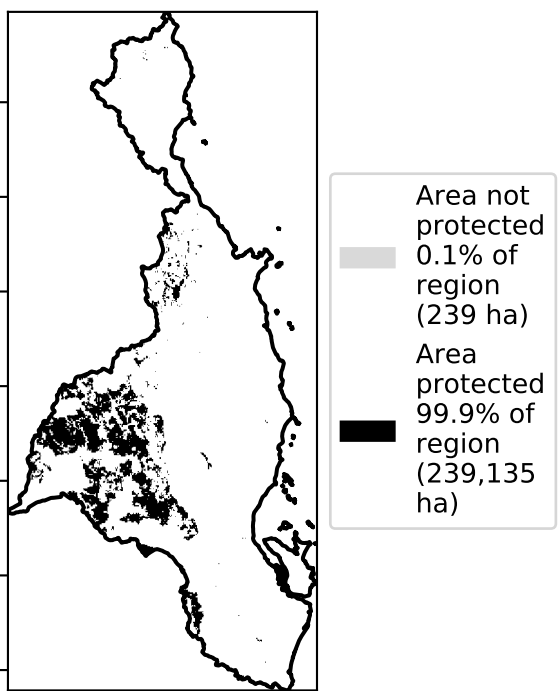 Area not
protected
0.1% of
region
(239 ha)
Area
protected
99.9% of
region
(239,135
ha)